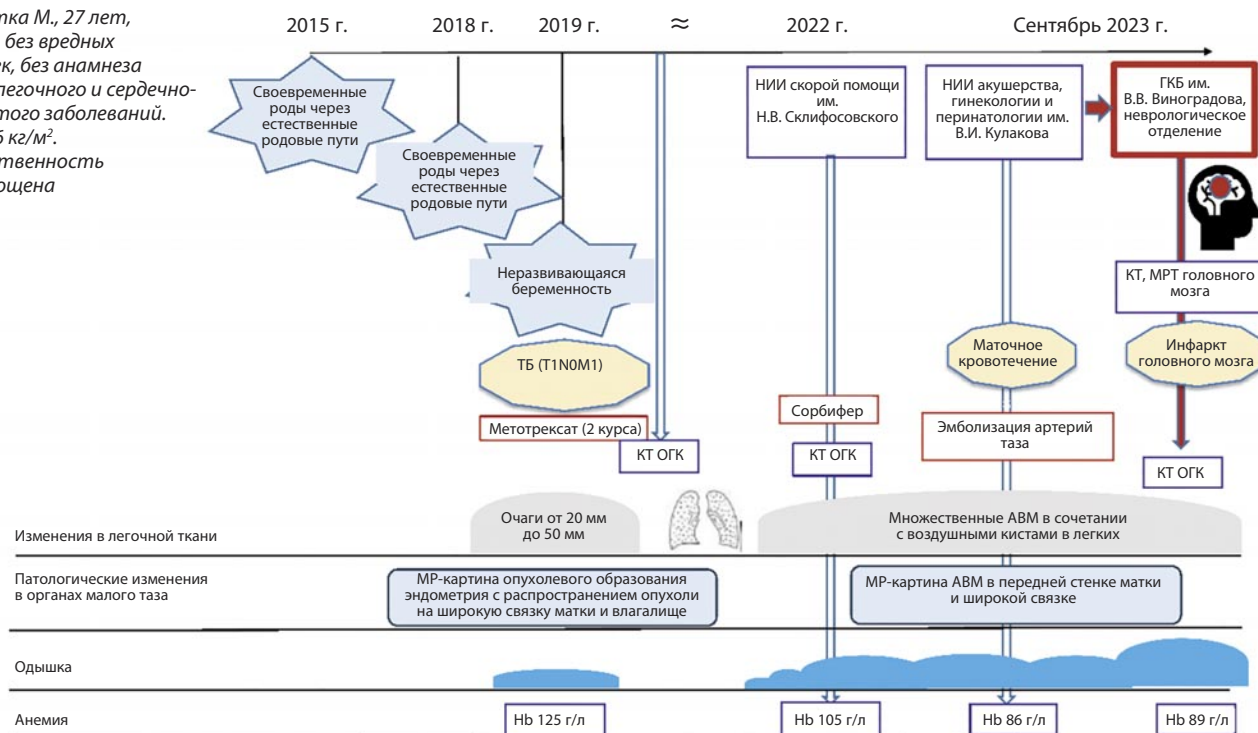 тка М., 27 лет,
без вредных
ек, без анамнеза
легочного и сердечно-
того заболеваний.
6 кг/м².
ственность
ощена
2015 г.
2018 г.
2019 г.
≈
2022 г.
Сентябрь 2023 г.
Своевременные
роды через
естественные
родовые пути
Своевременные
роды через
естественные
родовые пути
Неразвивающаяся
беременность
ТБ (T1N0M1)
Метотрексат (2 курса)
КТ ОГК
НИИ скорой помощи
им.
Н.В. Склифосовского
Сорбифер
КТ ОГК
НИИ акушерства,
гинекологии и
перинатологии им.
В.И. Кулакова
Маточное
кровотечение
Эмболизация артерий
таза
ГКБ им.
В.В. Виноградова,
неврологическое
отделение
КТ, МРТ головного
мозга
Инфаркт
головного мозга
КТ ОГК
Изменения в легочной ткани
Очаги от 20 мм
до 50 мм
Множественные АВМ в сочетании
с воздушными кистами в легких
Патологические изменения
в органах малого таза
МР-картина опухолевого образования
эндометрия с распространением опухоли
на широкую связку матки и влагалище
МР-картина АВМ в передней стенке матки
и широкой связке
Одышка
Анемия
Hb 125 г/л
Hb 105 г/л
Hb 86 г/л
Hb 89 г/л